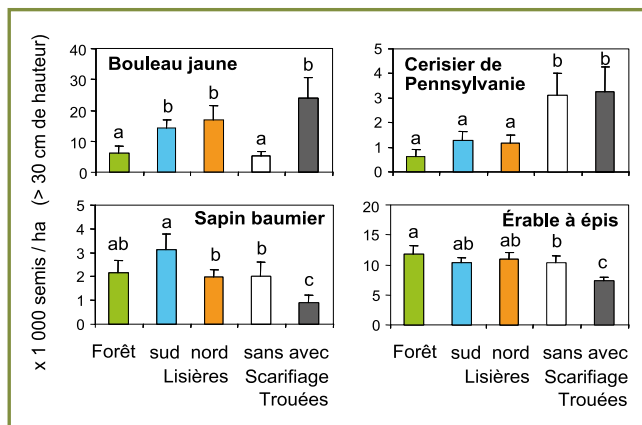 x 1 000 semis / ha (> 30 cm de hauteur)
Bouleau jaune
40
30
20
10
0
a
b
b
a
b
Cerisier de
Pennsylvanie
5
4
3
2
1
0
a
a
a
b
b
Sapin baumier
5
4
3
2
1
0
ab
a
b
b
c
Érable à épis
20
15
10
5
0
a
ab
ab
b
c
Forêt sud nord sans avec
Lisières Scarifiage
Trouées
Forêt sud nord sans avec
Lisières Scarifiage
Trouées